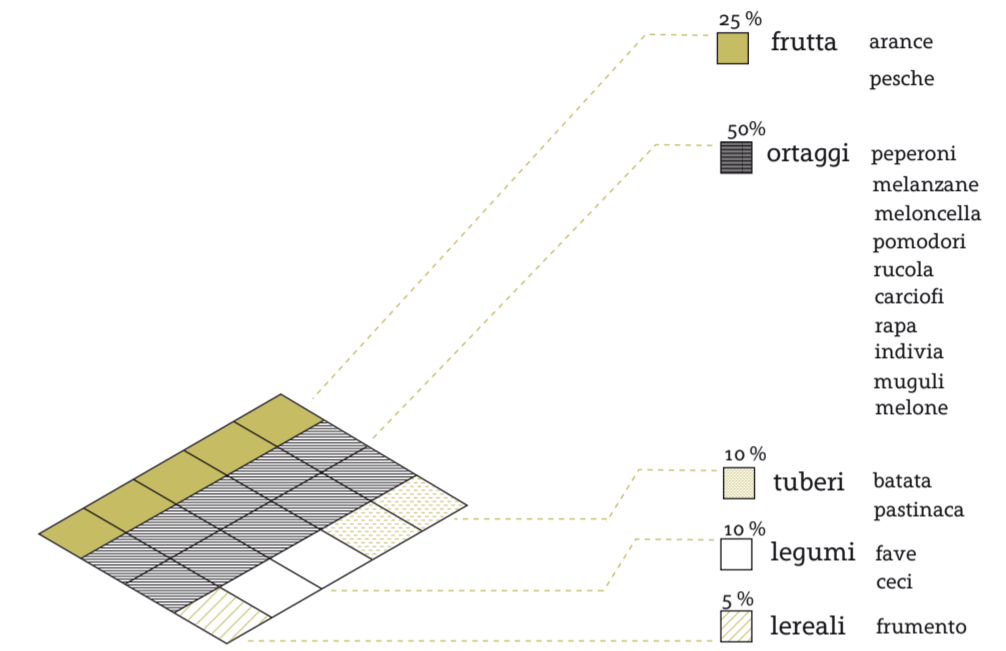 25 %
frutta arance
pesche
50%
ortaggi peperoni
melanzane
meloncella
pomodori
rucola
carciofi
rapa
indivia
muguli
melone
10 %
tuberi batata
pastinaca
10 %
legumi fave
ceci
5 %
lereali frumento